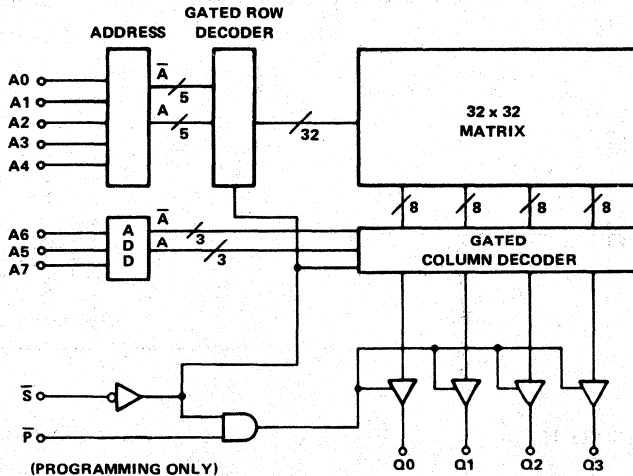 ADDRESS
GATED ROW
DECODER
A0
A1
A2
A3
A4
A̅
5
A
5
32
32 x 32
MATRIX
8
8
8
8
A6
A5
A7
A
D
D
A̅
3
A
3
GATED
COLUMN DECODER
S̅
P̅
(PROGRAMMING ONLY)
Q0
Q1
Q2
Q3